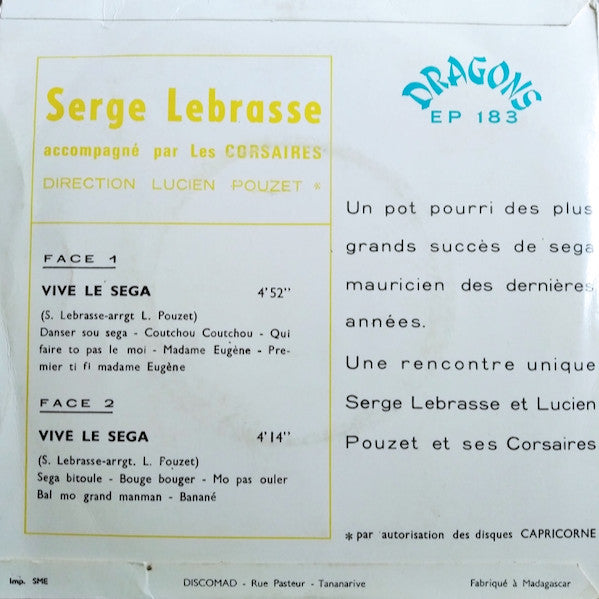 Serge Lebrasse
accompagné par Les CORSAIRES
DIRECTION LUCIEN POUZET *
FACE 1
VIVE LE SEGA 4'52"
(S. Lebrasse-arrgt L. Pouzet)
Danser sou sega - Coutchou Coutchou - Qui
faire to pas le moi - Madame Eugène - Pre-
mier ti fi madame Eugène
FACE 2
VIVE LE SEGA 4'14"
(S. Lebrasse-arrgt. L. Pouzet)
Sega bitoule - Bouge bouger - Mo pas ouler
Bal mo grand manman - Banané
DRAGONS
EP 183
Un pot pourri des plus
grands succès de sega
mauricien des dernières
années.
Une rencontre unique
Serge Lebrasse et Lucien
Pouzet et ses Corsaires
* par autorisation des disques CAPRICORNE
Imp. SME DISCOMAD - Rue Pasteur - Tananarive Fabriqué à Madagascar